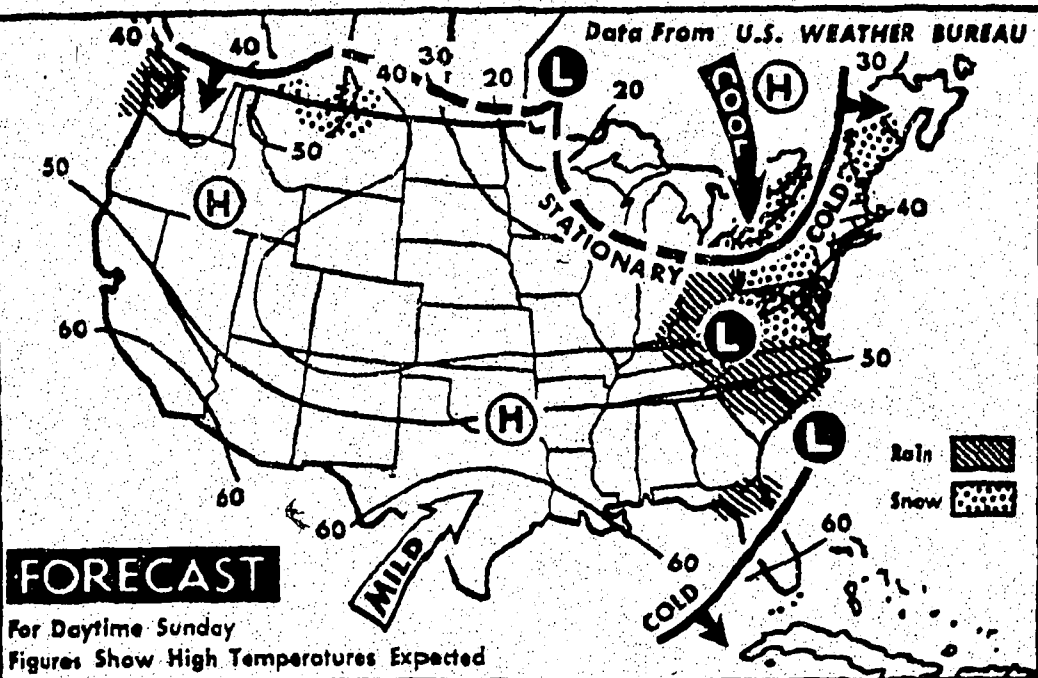 Data From U.S. WEATHER BUREAU
40
40
30
40
20
L
20
COOL
H
30
50
50
H
STATIONARY
COLD
40
60
L
50
H
L
Rain
Snow
60
60
MILD
60
60
COLD
FORECAST
For Daytime Sunday
Figures Show High Temperatures Expected